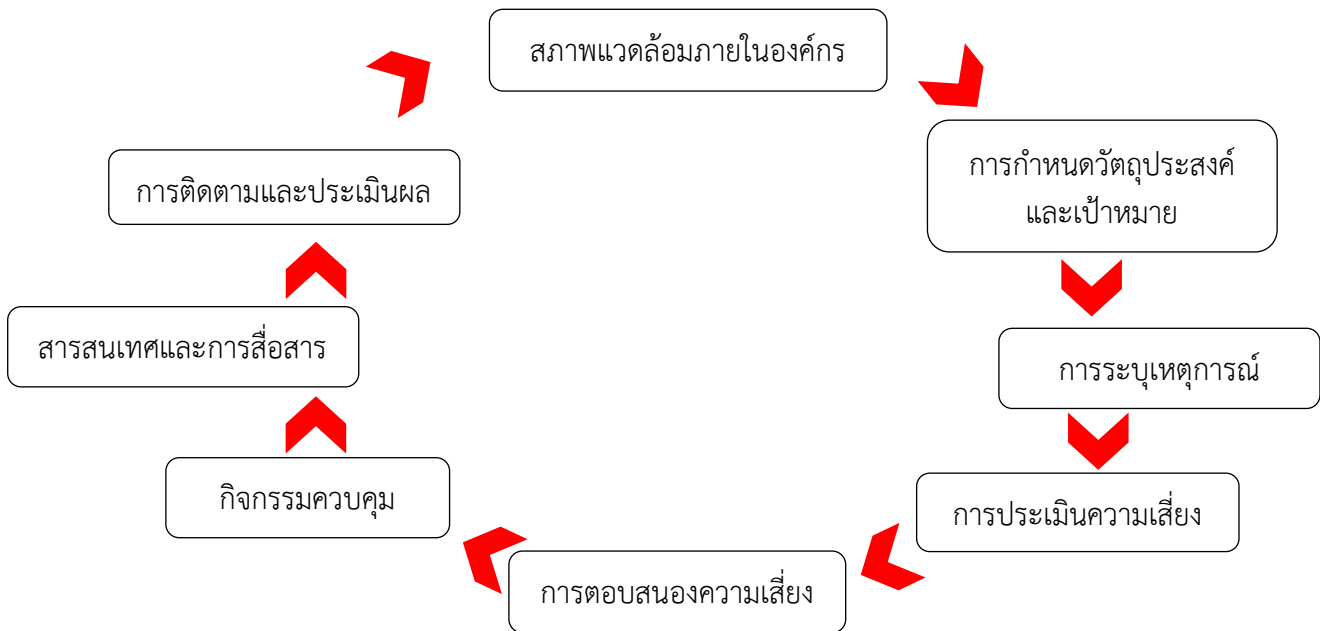 สภาพแวดล้อมภายในองค์กร
การกำหนดวัตถุประสงค์
และเป้าหมาย
การระบุเหตุการณ์
การประเมินความเสี่ยง
การตอบสนองความเสี่ยง
กิจกรรมควบคุม
สารสนเทศและการสื่อสาร
การติดตามและประเมินผล